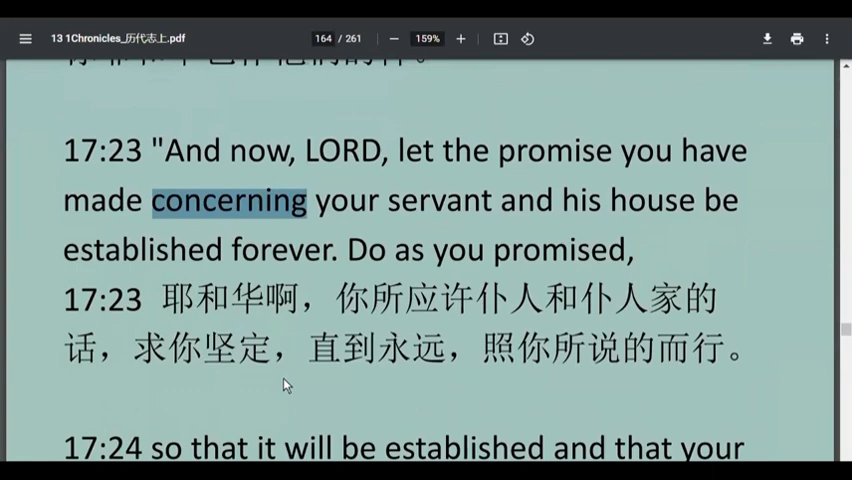 13 1Chronicles_历代志上.pdf
164 / 261
159%
17:23 "And now, LORD, let the promise you have
made concerning your servant and his house be
established forever. Do as you promised,
17:23 耶和华啊，你所应许仆人和仆人家的
话，求你坚定，直到永远，照你所说的而行。
17:24 so that it will be established and that your